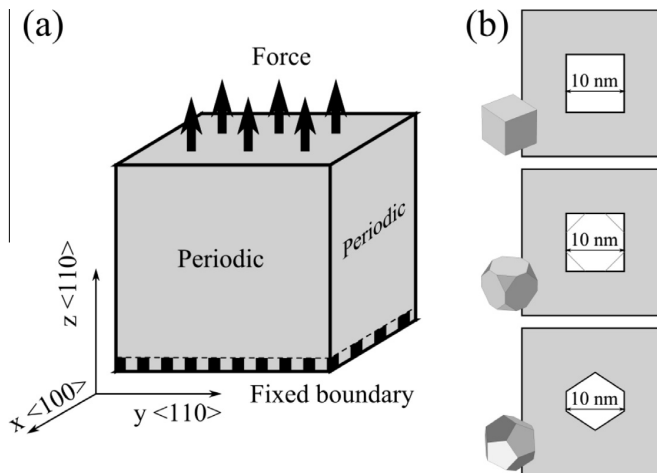 (a)
Force
Periodic
Periodic
z <110>
x <100>
y <110>
Fixed boundary
(b)
10 nm
10 nm
10 nm